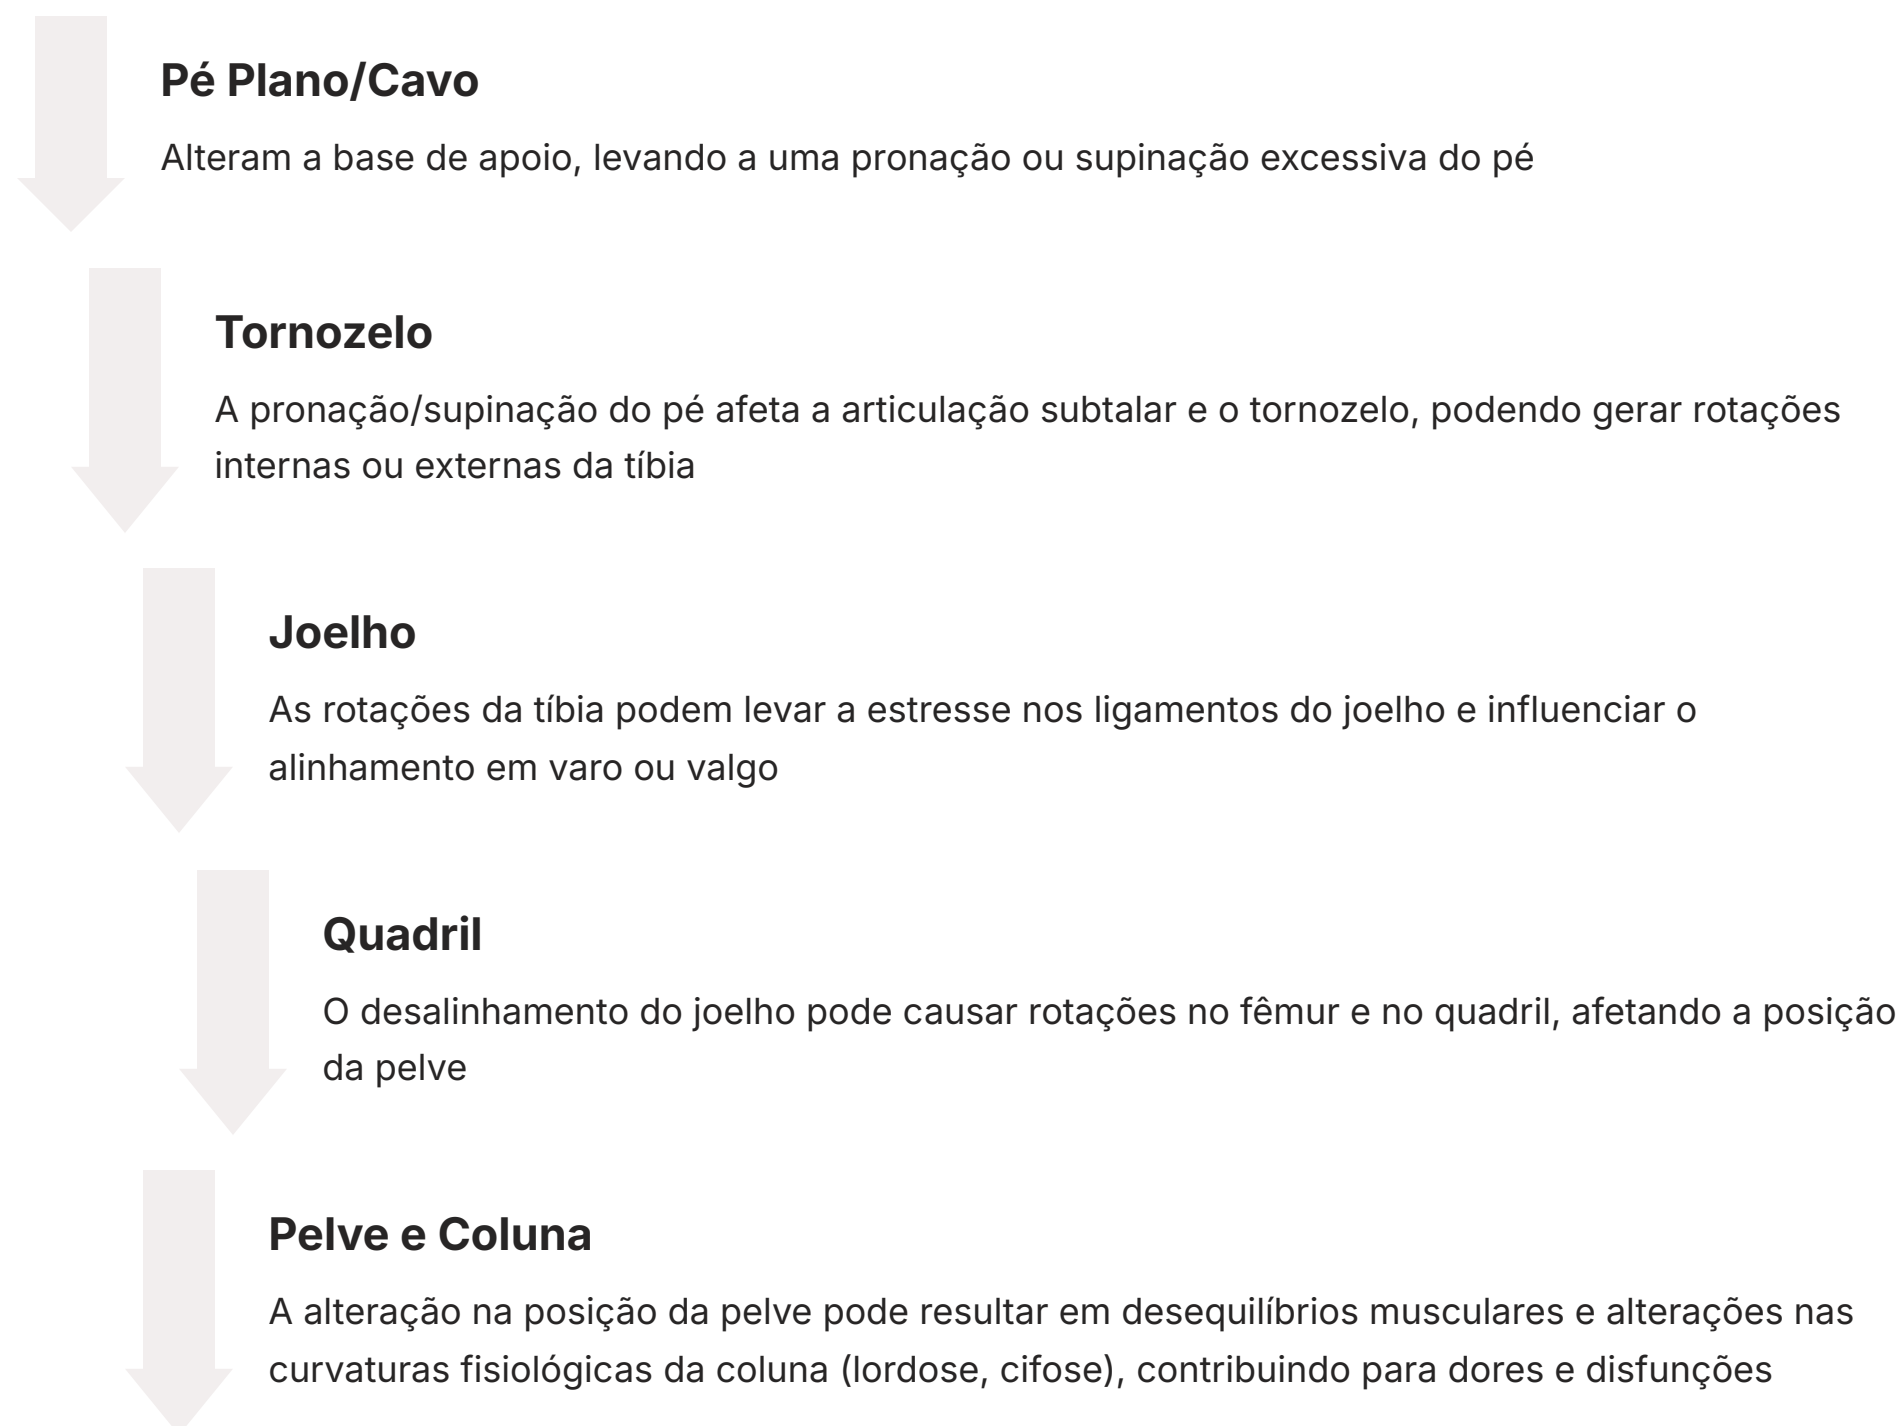 Pé Plano/Cavo
Alteram a base de apoio, levando a uma pronação ou supinação excessiva do pé
Tornozelo
A pronação/supinação do pé afeta a articulação subtalar e o tornozelo, podendo gerar rotações
internas ou externas da tíbia
Joelho
As rotações da tíbia podem levar a estresse nos ligamentos do joelho e influenciar o
alinhamento em varo ou valgo
Quadril
O desalinhamento do joelho pode causar rotações no fêmur e no quadril, afetando a posição
da pelve
Pelve e Coluna
A alteração na posição da pelve pode resultar em desequilíbrios musculares e alterações nas
curvaturas fisiológicas da coluna (lordose, cifose), contribuindo para dores e disfunções